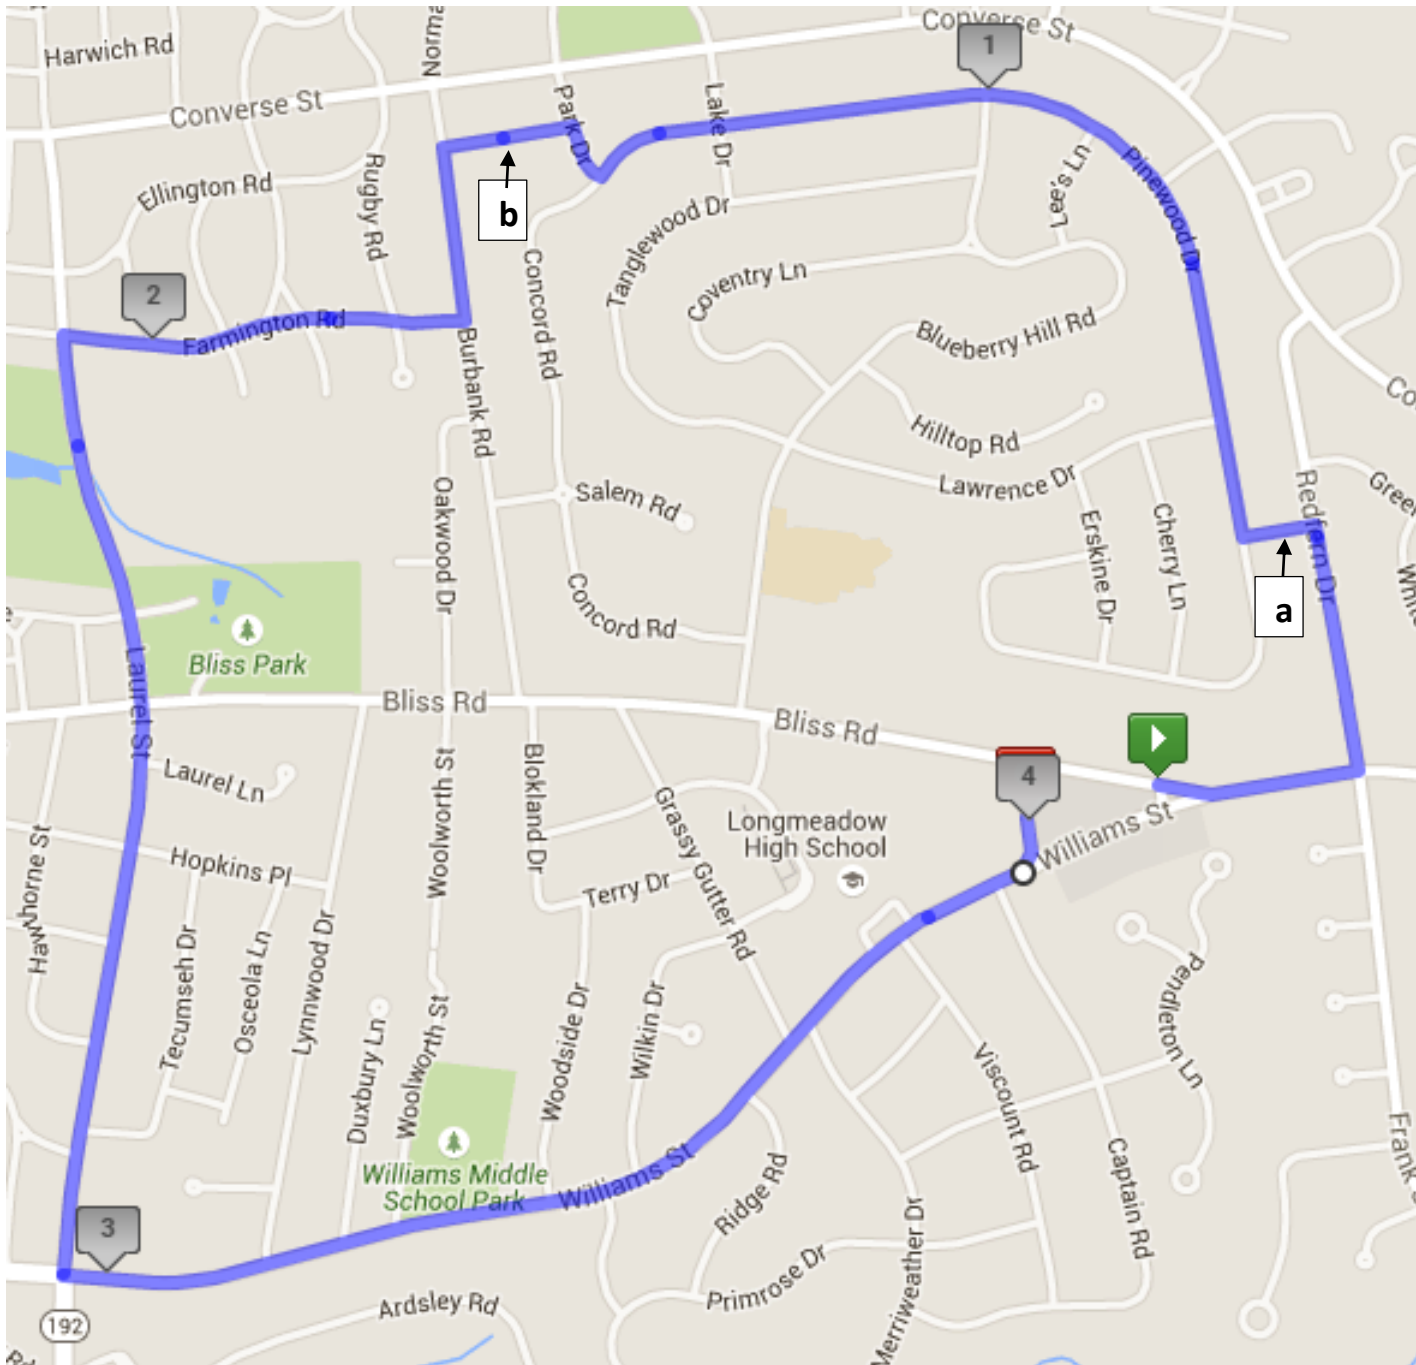 Converse St
1
Harwich Rd
Norma
Converse St
Park Dr
Lake Dr
Pinewood Dr
Lee's Ln
Rugby Rd
Ellington Rd
b
Tanglewood Dr
Concord Rd
Coventry Ln
2
Farmington Rd
Blueberry Hill Rd
Burbank Rd
Co
Hilltop Rd
Lawrence Dr
Redfern Dr
Green
Oakwood Dr
Salem Rd
Erskine Dr
Cherry Ln
a
White
Concord Rd
Bliss Park
Laurel St
Bliss Rd
Bliss Rd
Laurel Ln
Woolworth St
Blokland Dr
Grassy Gutter Rd
4
Longmeadow
High School
Williams St
Hawthorne St
Hopkins Pl
Terry Dr
Tecumseh Dr
Osceola Ln
Lynnwood Dr
Pendleton Ln
Duxbury Ln
Woolworth St
Woodside Dr
Wilkin Dr
Viscount Rd
Captain Rd
Frank S
Williams Middle
School Park
Williams St
Ridge Rd
3
Merriweather Dr
Primrose Dr
Ardsley Rd
192
Rd